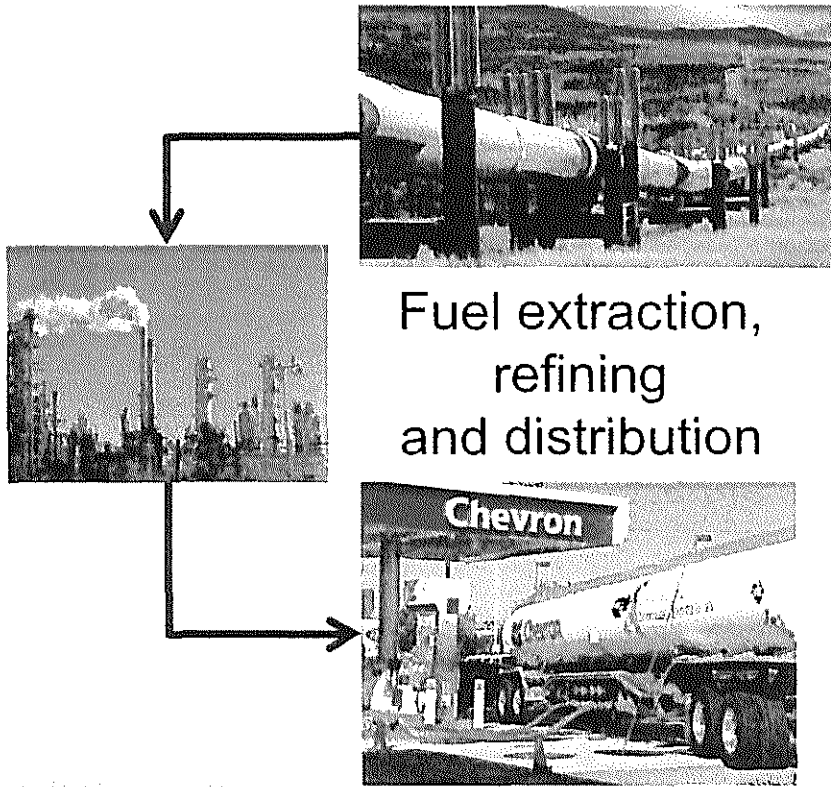 Fuel extraction,
refining
and distribution
Chevron